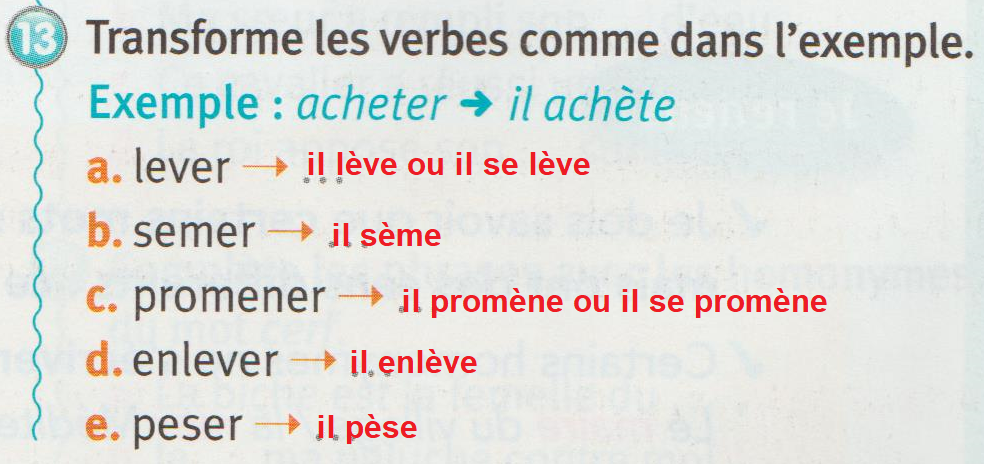 13 Transforme les verbes comme dans l'exemple.
Exemple : acheter → il achète
a. lever → il lève ou il se lève
b. semer → il sème
c. promener → il promène ou il se promène
d. enlever → il enlève
e. peser → il pèse